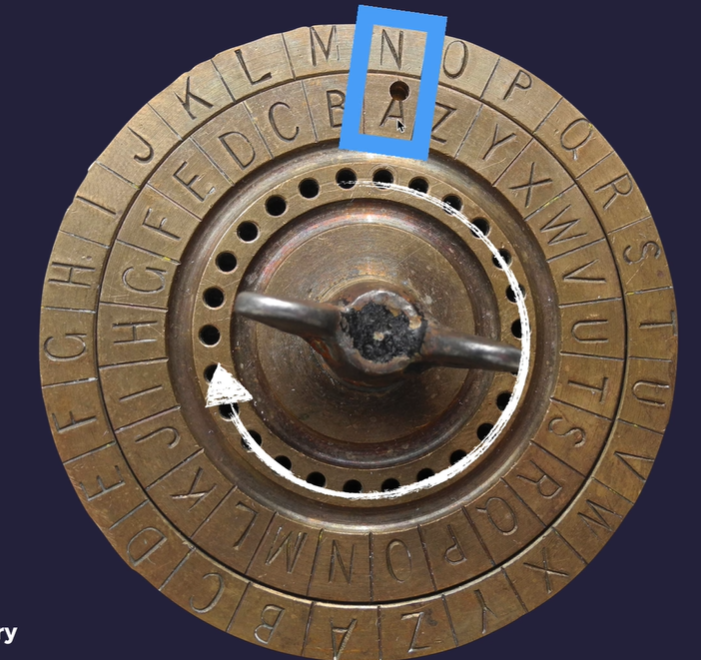 N O P Q R S T U V W X Y Z A B C D E F G H I J K L M
A Z Y X W V U T S R Q P O N M L K J I H G F E D C B
ry